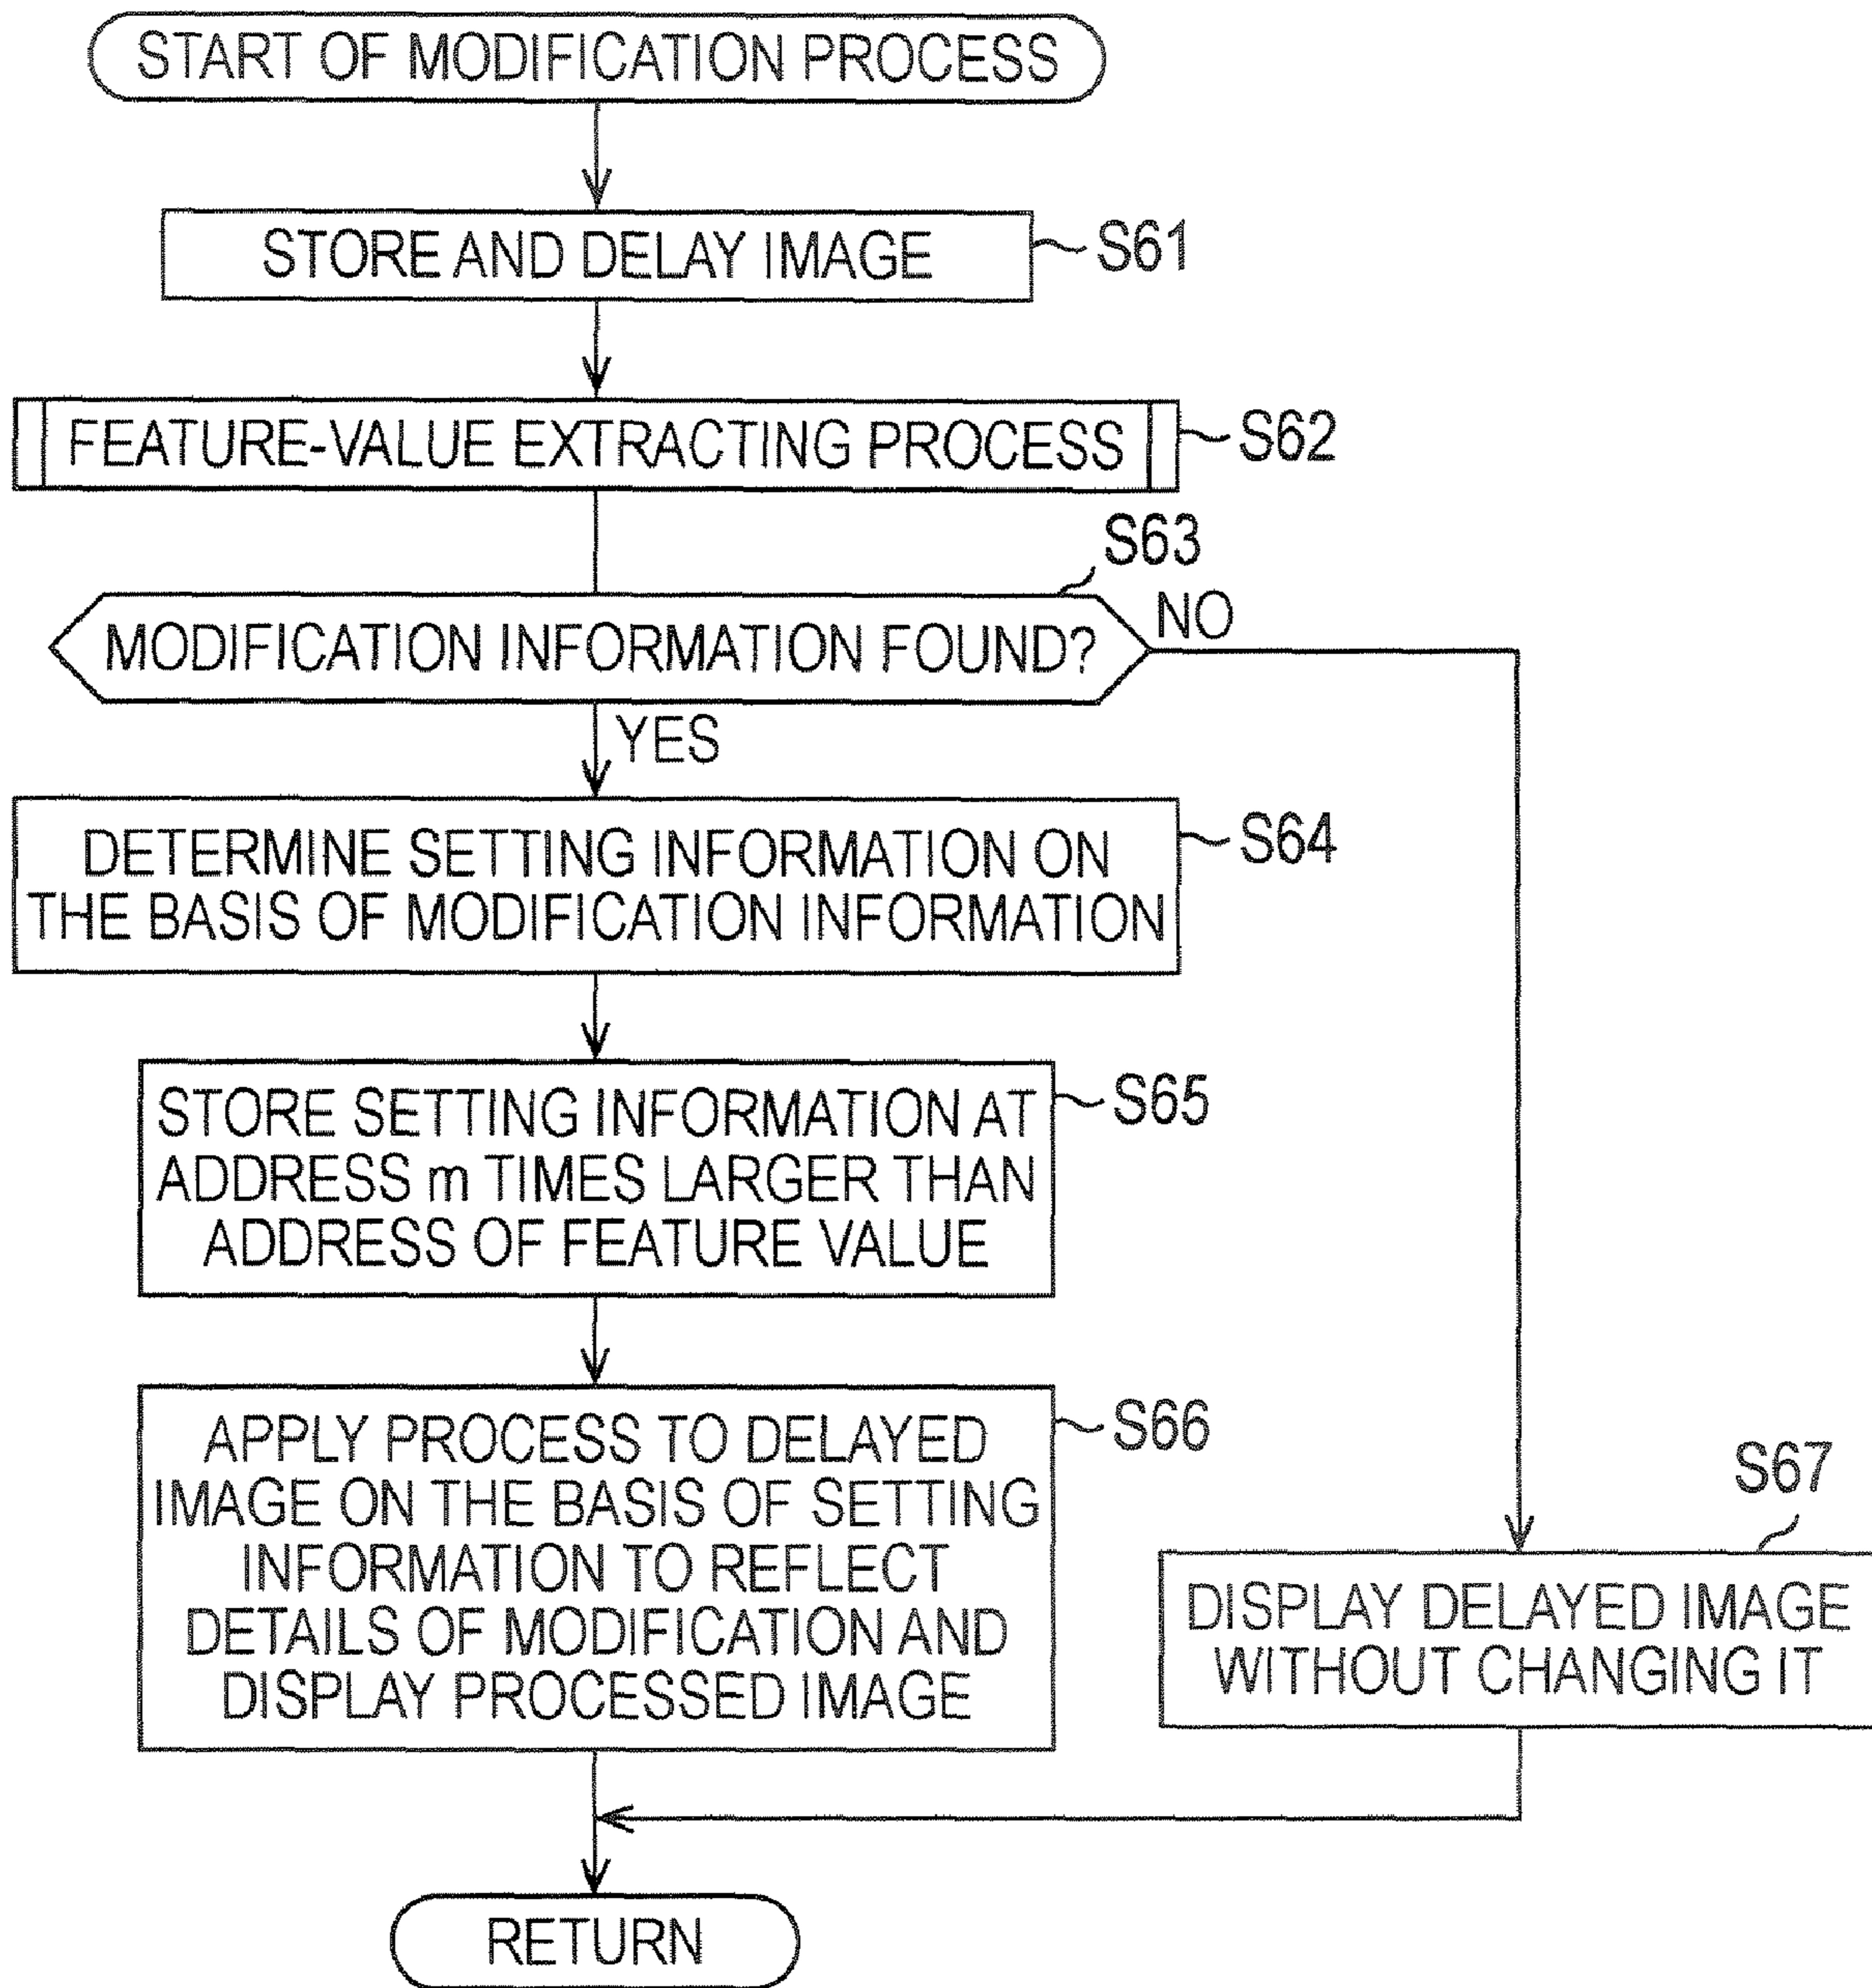 START OF MODIFICATION PROCESS
STORE AND DELAY IMAGE
S61
FEATURE-VALUE EXTRACTING PROCESS
S62
S63
MODIFICATION INFORMATION FOUND?
NO
YES
DETERMINE SETTING INFORMATION ON
THE BASIS OF MODIFICATION INFORMATION
S64
STORE SETTING INFORMATION AT
ADDRESS m TIMES LARGER THAN
ADDRESS OF FEATURE VALUE
S65
APPLY PROCESS TO DELAYED
IMAGE ON THE BASIS OF SETTING
INFORMATION TO REFLECT
DETAILS OF MODIFICATION AND
DISPLAY PROCESSED IMAGE
S66
S67
DISPLAY DELAYED IMAGE
WITHOUT CHANGING IT
RETURN